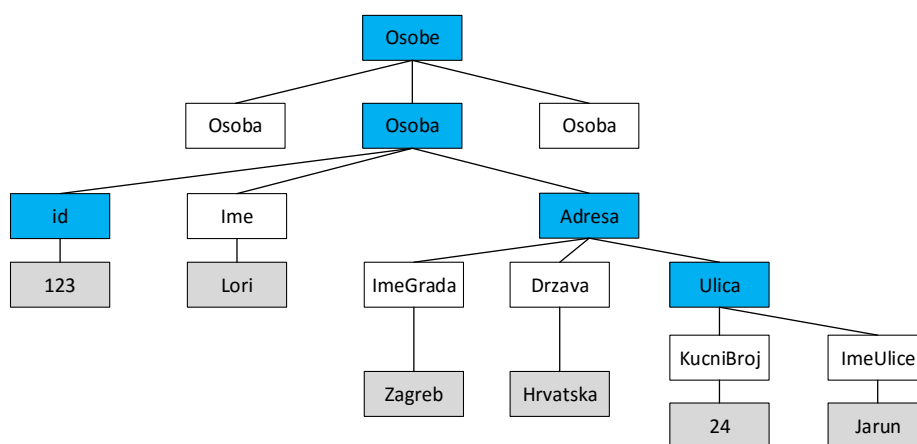 Osobe
Osoba
Osoba
Osoba
id
Ime
Adresa
123
Lori
ImeGrada
Drzava
Ulica
KucniBroj
ImeUlice
Zagreb
Hrvatska
24
Jarun